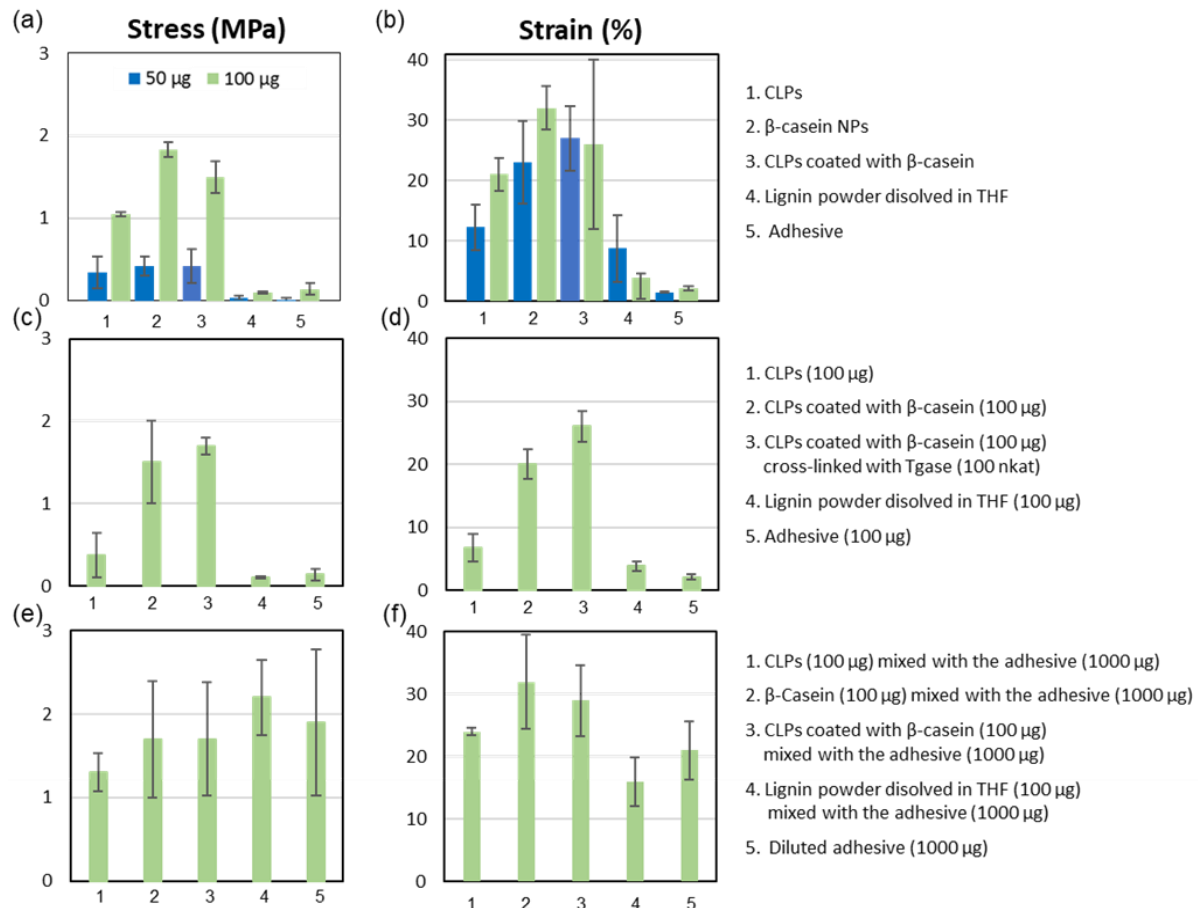 (a)
Stress (MPa)
(b)
Strain (%)
3
2
1
0
50 µg
100 µg
1 2 3 4 5
40
30
20
10
0
1 2 3 4 5
1. CLPs
2. β-casein NPs
3. CLPs coated with β-casein
4. Lignin powder disolved in THF
5. Adhesive
(c)
3
2
1
0
1 2 3 4 5
(d)
40
30
20
10
0
1 2 3 4 5
1. CLPs (100 µg)
2. CLPs coated with β-casein (100 µg)
3. CLPs coated with β-casein (100 µg)
cross-linked with Tgase (100 nkat)
4. Lignin powder disolved in THF (100 µg)
5. Adhesive (100 µg)
(e)
3
2
1
0
1 2 3 4 5
(f)
40
30
20
10
0
1 2 3 4 5
1. CLPs (100 µg) mixed with the adhesive (1000 µg)
2. β-Casein (100 µg) mixed with the adhesive (1000 µg)
3. CLPs coated with β-casein (100 µg)
mixed with the adhesive (1000 µg)
4. Lignin powder disolved in THF (100 µg)
mixed with the adhesive (1000 µg)
5. Diluted adhesive (1000 µg)